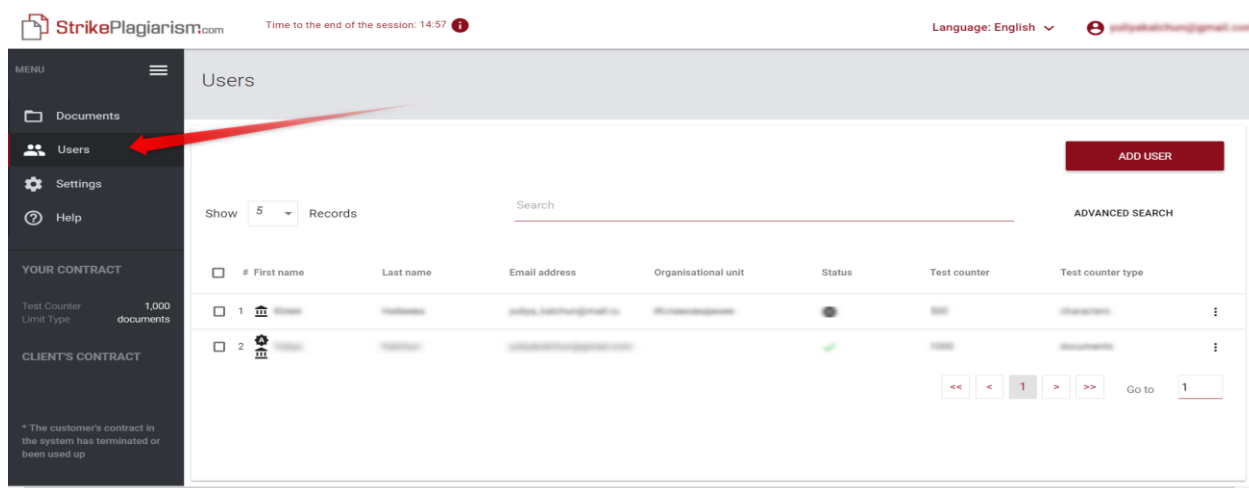 StrikePlagiarism.com
Time to the end of the session: 14:57
Language: English
MENU
Users
Documents
Users
Settings
Help
ADD USER
Show 5 Records
Search
ADVANCED SEARCH
YOUR CONTRACT
# First name Last name Email address Organisational unit Status Test counter Test counter type
Test Counter 1,000
Limit Type documents
1
2
CLIENT'S CONTRACT
<< < 1 > >> Go to 1
* The customer's contract in
the system has terminated or
been used up